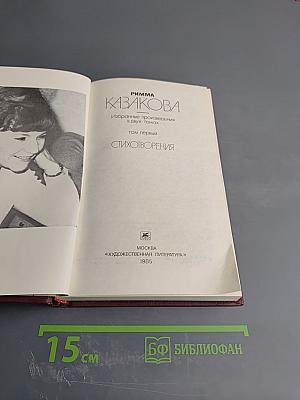 РИММА
КАЗАКОВА
избранные произведения
в двух томах
том первый
СТИХОТВОРЕНИЯ
МОСКВА
«ХУДОЖЕСТВЕННАЯ ЛИТЕРАТУРА»
1985
15 см
БФ БИБЛИОФАН